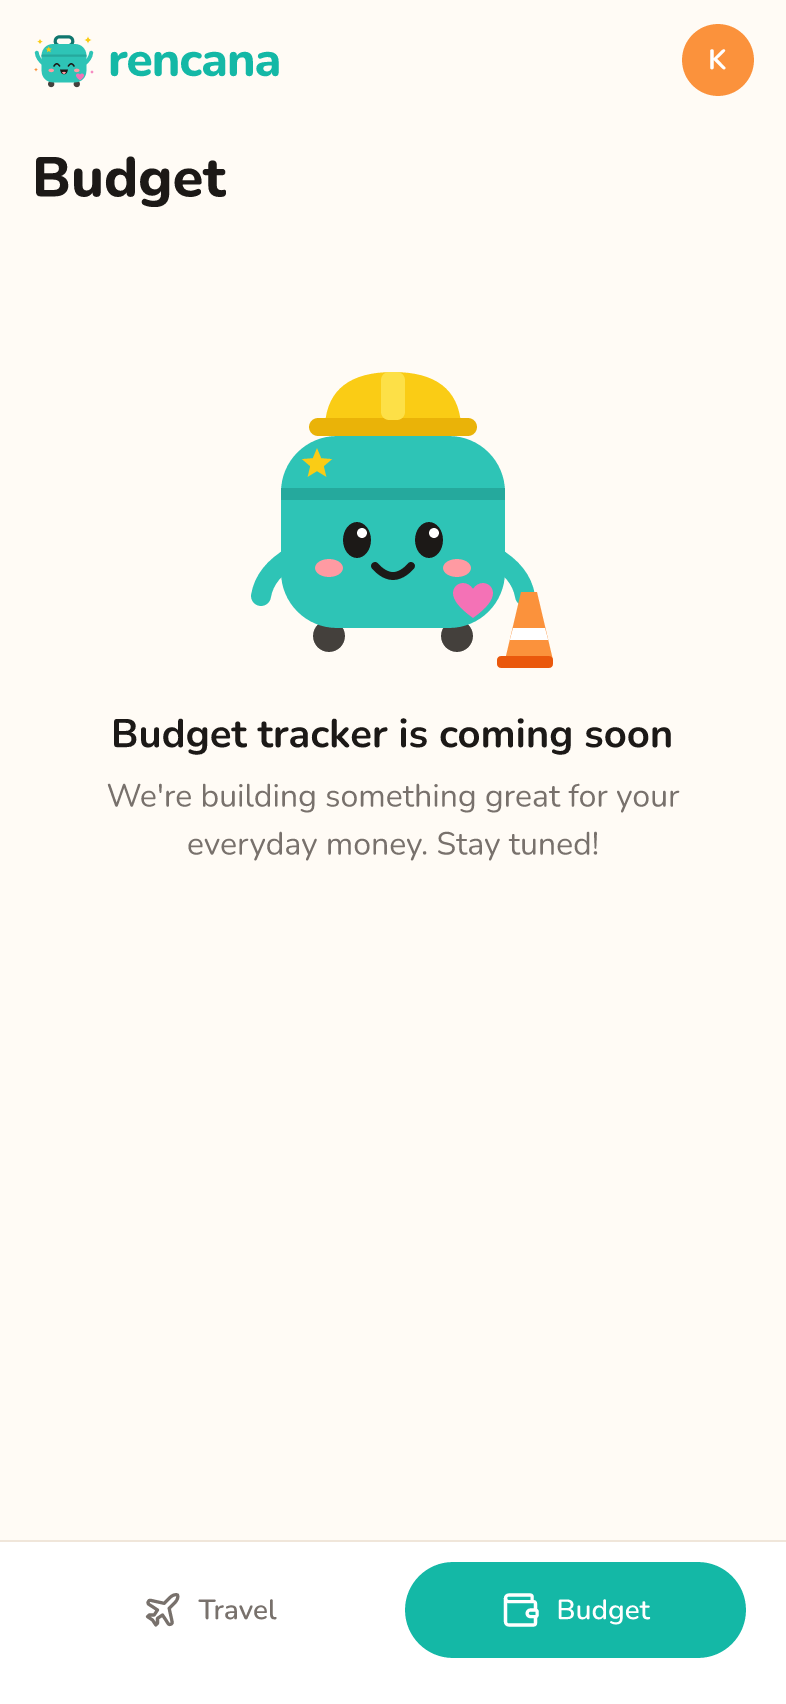 rencana
K
Budget
Budget tracker is coming soon
We're building something great for your
everyday money. Stay tuned!
Travel
Budget